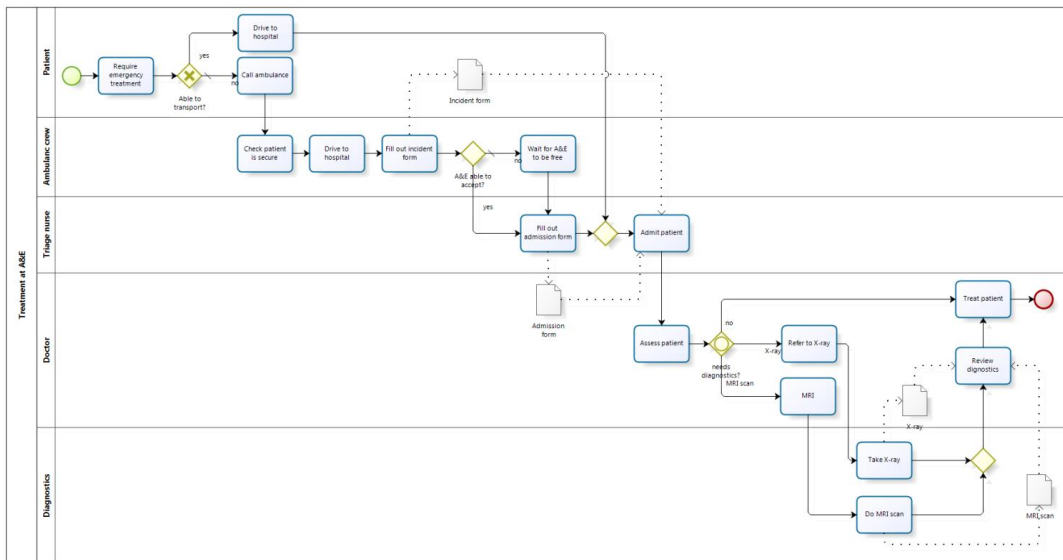 Treatment at A&E
Patient
Require
emergency
treatment
Able to
transport?
yes
no
Drive to
hospital
Call ambulance
Incident form
Ambulanc crew
Check patient
is secure
Drive to
hospital
Fill out incident
form
A&E able to
accept?
no
yes
Wait for A&E
to be free
Triage nurse
Fill out
admission form
Admit patient
Doctor
Admission
form
Assess patient
needs
diagnostics?
no
X-ray
MRI scan
Refer to X-ray
MRI
Treat patient
Review
dignostics
X-ray
Diagnostics
Take X-ray
Do MRI scan
MRI scan